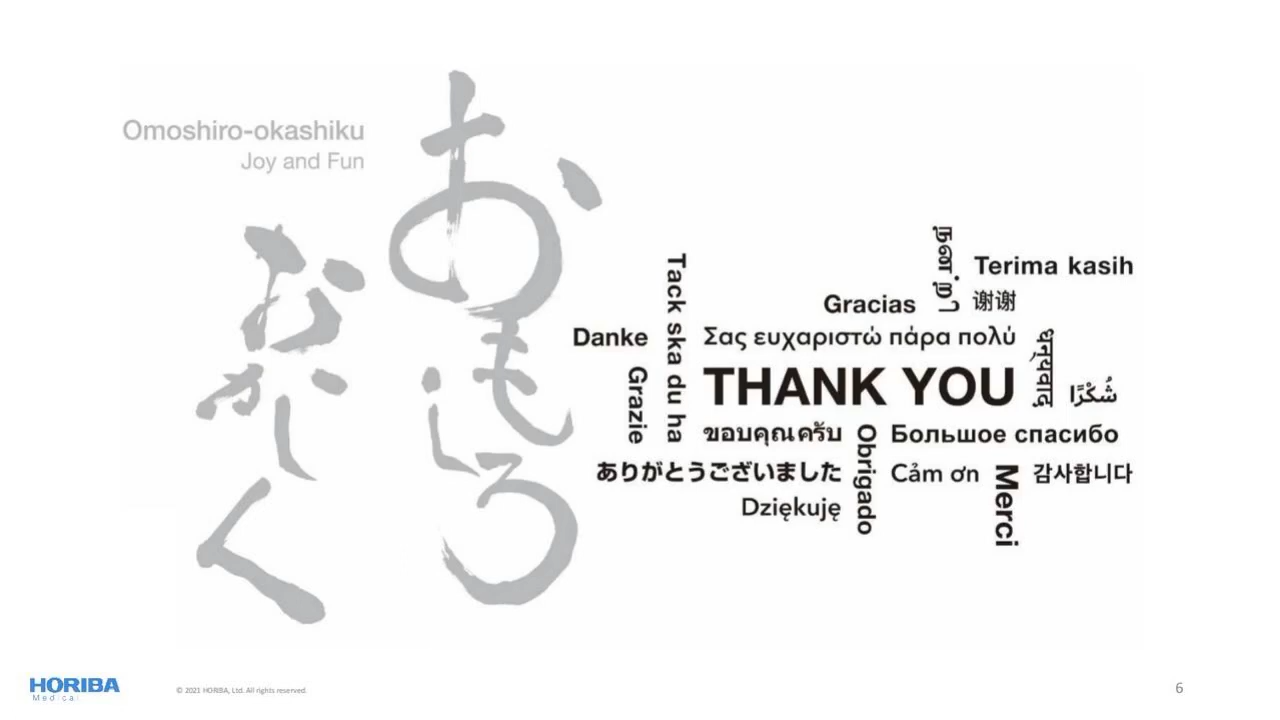 Omoshiro-okashiku
Joy and Fun
おもしろ
おかしく
நன்றி
Terima kasih
Gracias
谢谢
Danke
Tack ska du ha
Σας ευχαριστώ πάρα πολύ
Grazie
THANK YOU
धन्यवाद
شُكْرًا
ขอบคุณครับ
Obrigado
Большое спасибо
ありがとうございました
Cảm ơn
Merci
감사합니다
Dziękuję
HORIBA
Medical
© 2021 HORIBA, Ltd. All rights reserved.
6